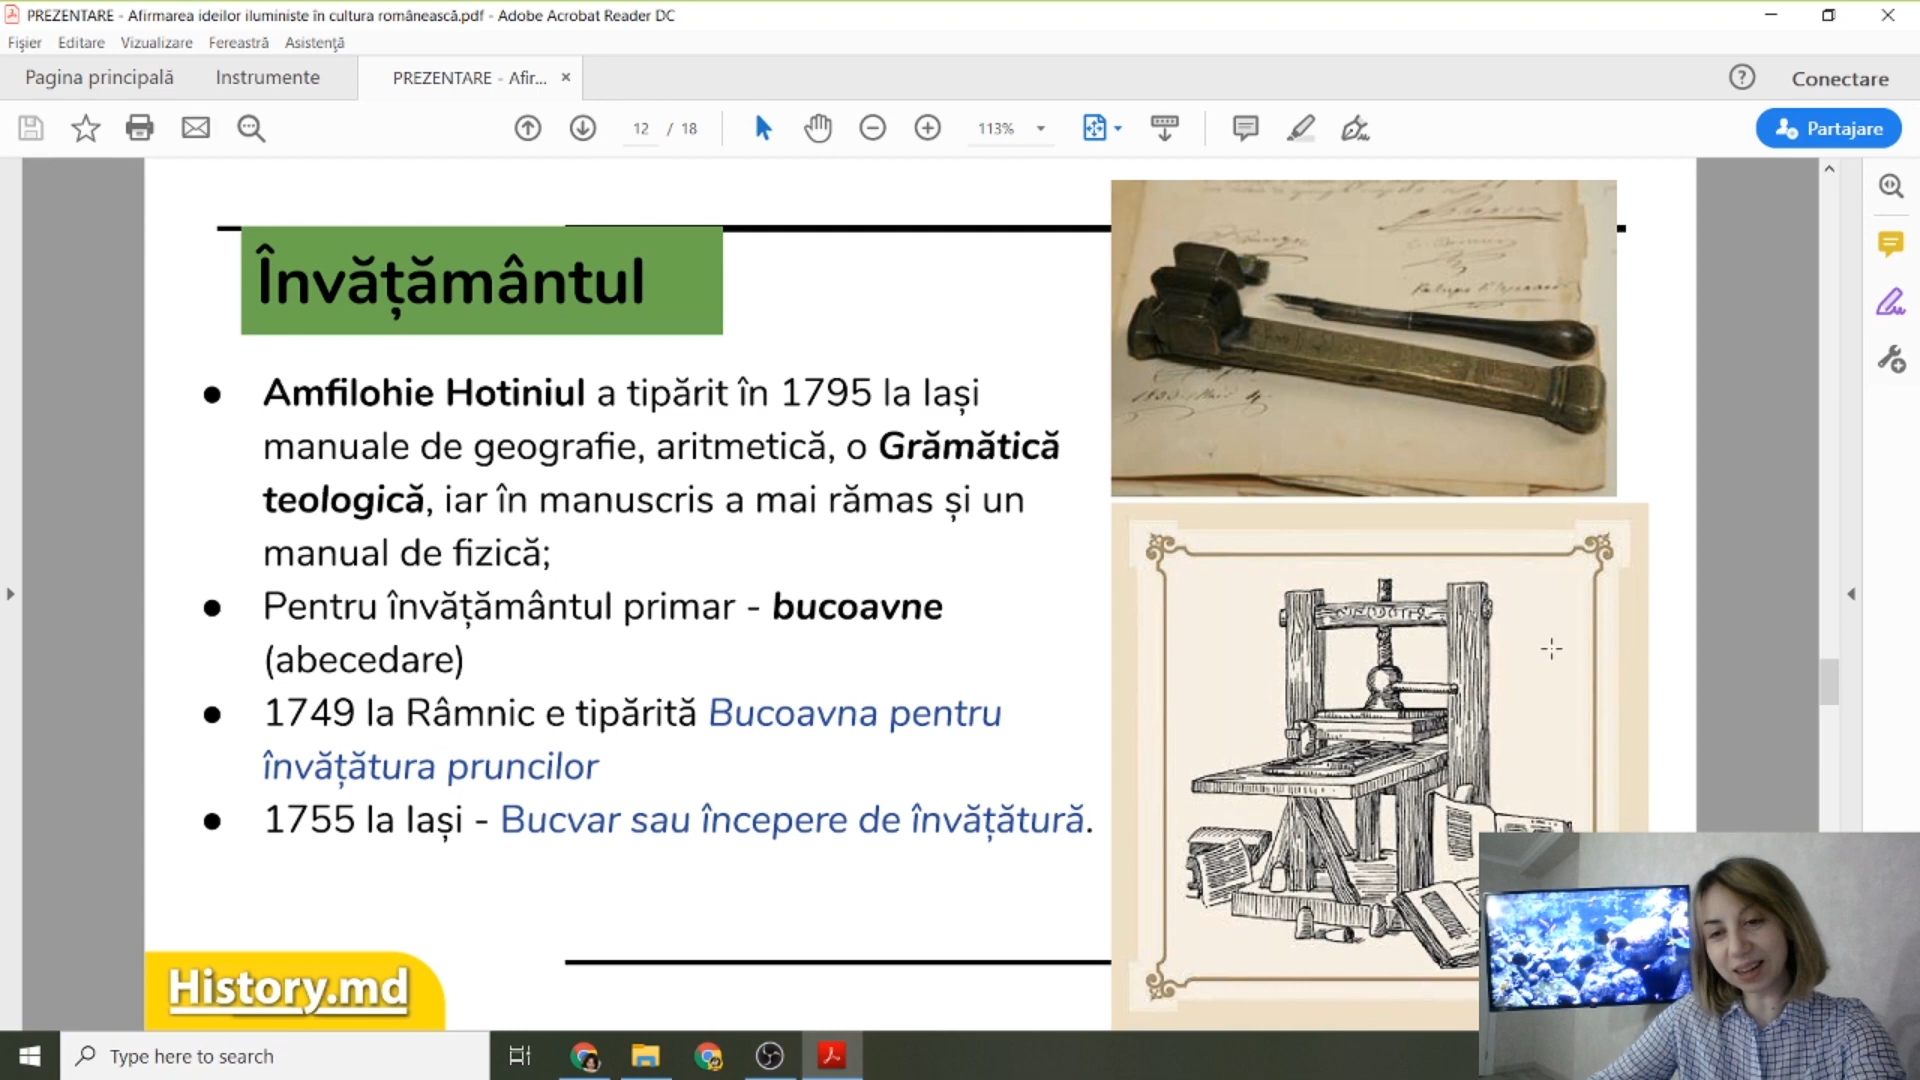 PREZENTARE - Afirmarea ideilor iluministe în cultura românească.pdf - Adobe Acrobat Reader DC
Fișier Editare Vizualizare Fereastră Asistență
Pagina principală Instrumente PREZENTARE - Afir... × Conectare
12 / 18 113% Partajare
Învățământul
Amfilohie Hotiniul a tipărit în 1795 la Iași
manuale de geografie, aritmetică, o Grămătică
teologică, iar în manuscris a mai rămas și un
manual de fizică;
Pentru învățământul primar - bucoavne
(abecedare)
1749 la Râmnic e tipărită Bucoavna pentru
învățătura pruncilor
1755 la Iași - Bucvar sau începere de învățătură.
History.md
Type here to search